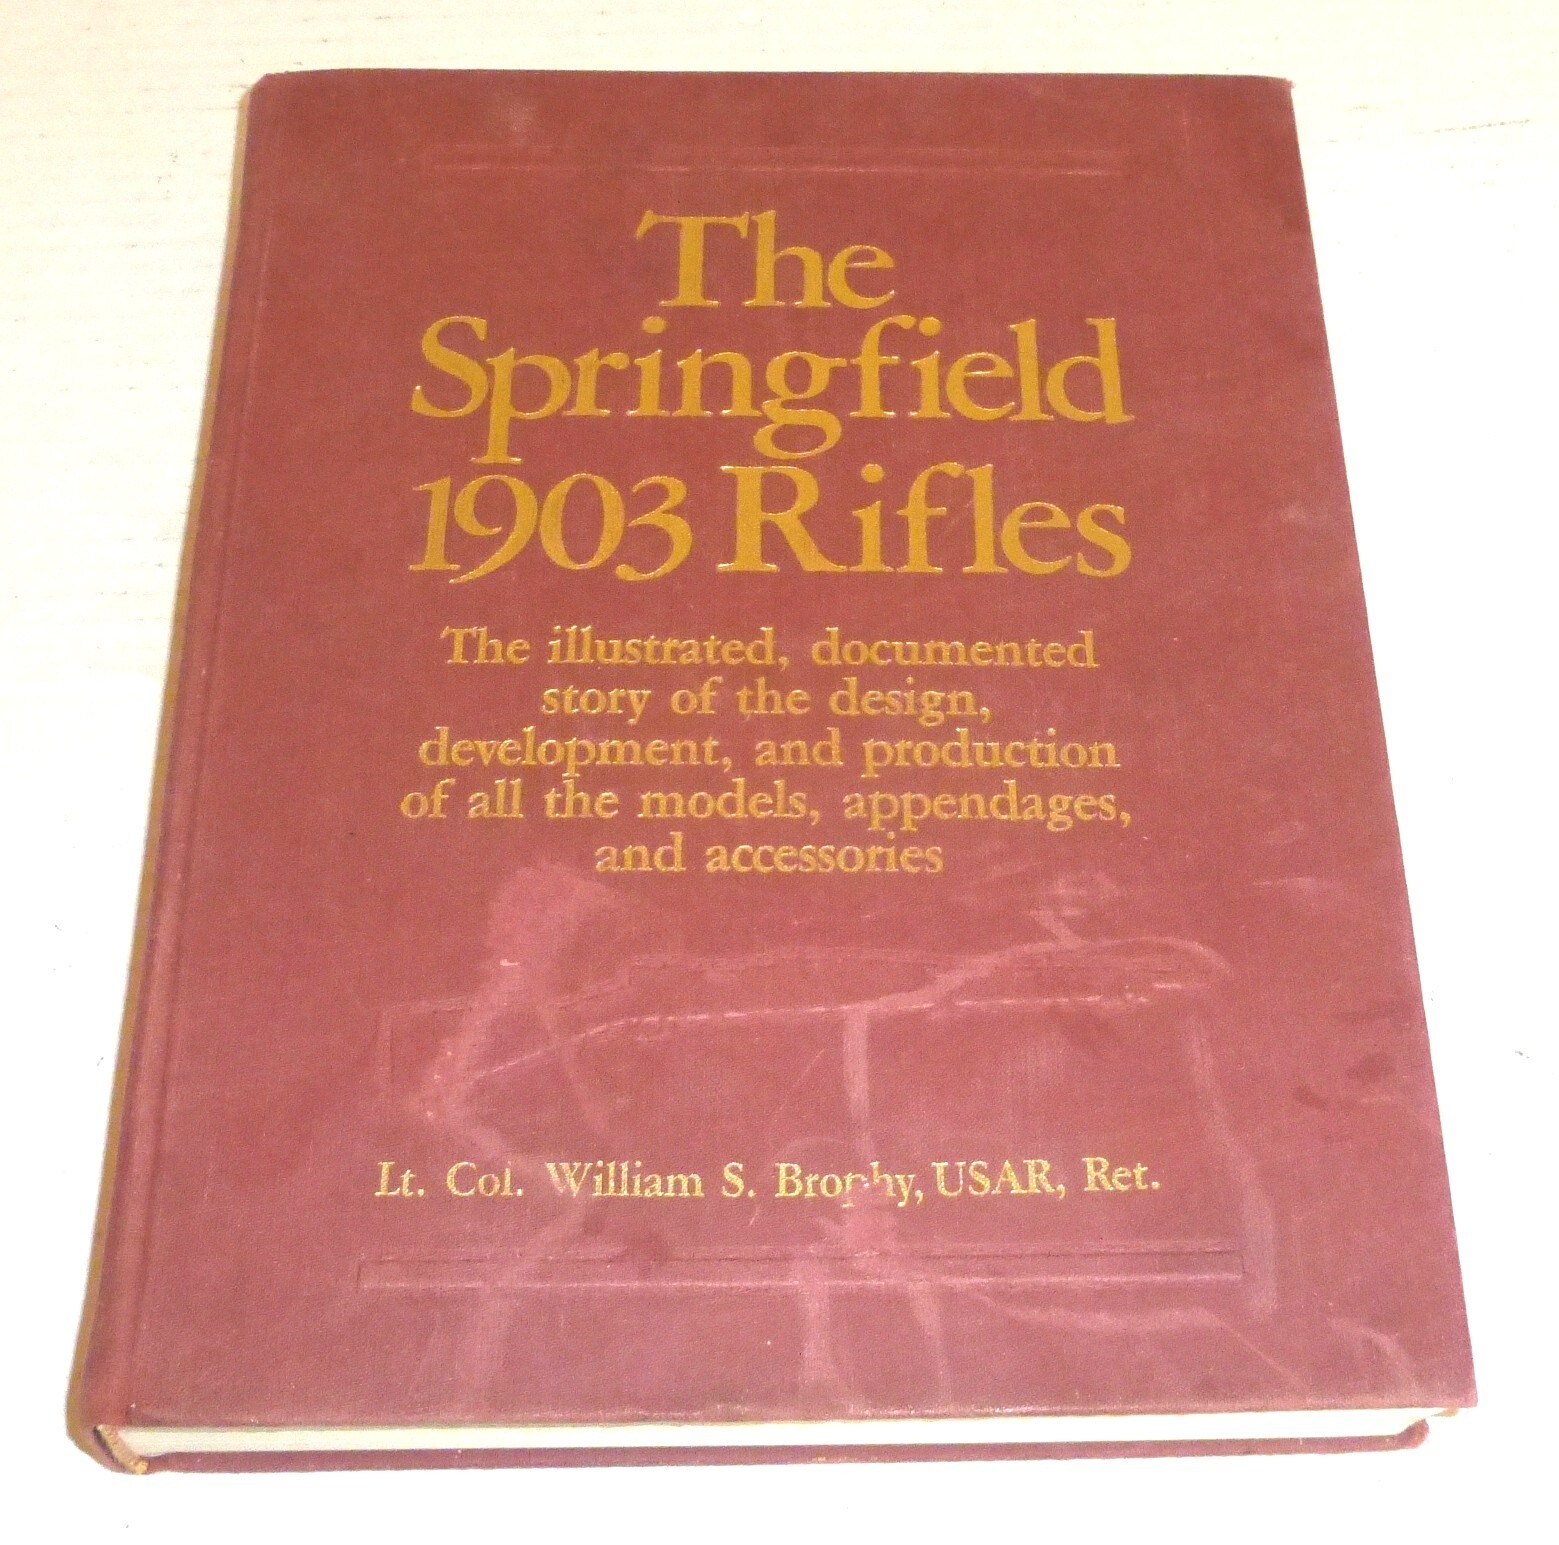 The
Springfield
1903 Rifles
The illustrated, documented
story of the design,
development, and production
of all the models, appendages,
and accessories
Lt. Col. William S. Brophy, USAR, Ret.